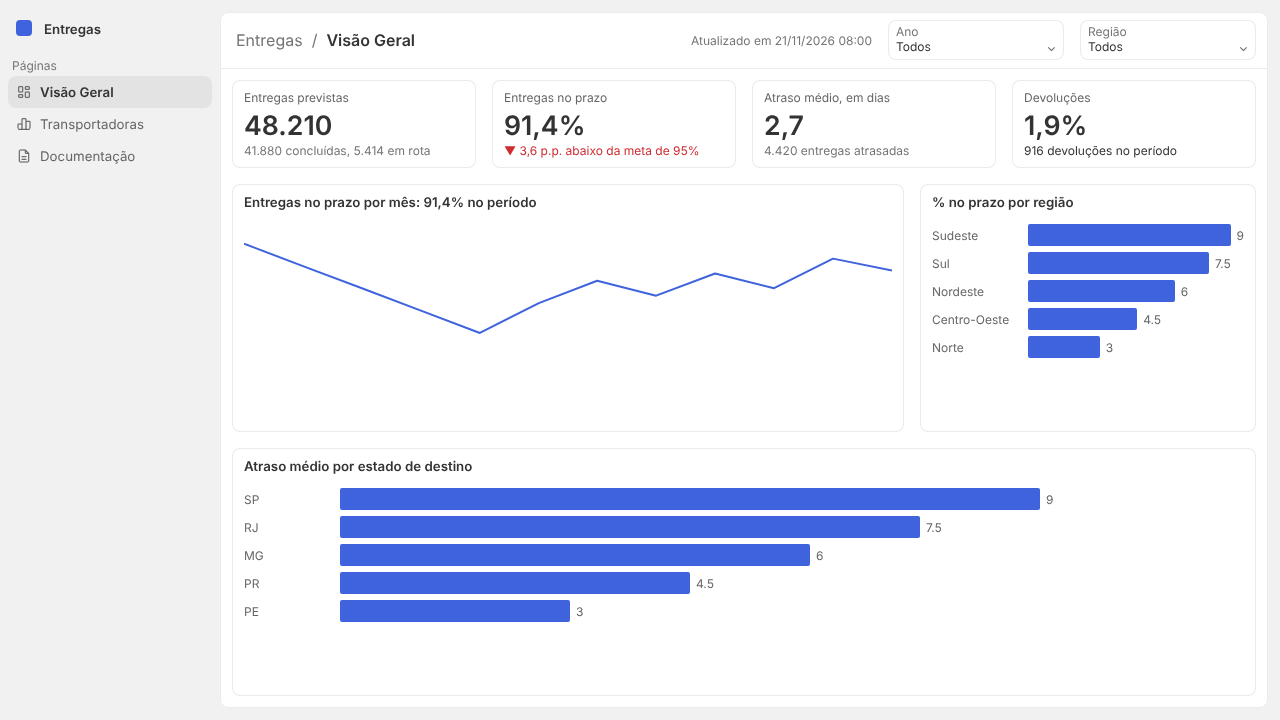 Entregas
Páginas
Visão Geral
Transportadoras
Documentação
Entregas / Visão Geral
Atualizado em 21/11/2026 08:00
Ano
Todos
Região
Todos
Entregas previstas
48.210
41.880 concluídas, 5.414 em rota
Entregas no prazo
91,4%
▼ 3,6 p.p. abaixo da meta de 95%
Atraso médio, em dias
2,7
4.420 entregas atrasadas
Devoluções
1,9%
916 devoluções no período
Entregas no prazo por mês: 91,4% no período
% no prazo por região
Sudeste 9
Sul 7.5
Nordeste 6
Centro-Oeste 4.5
Norte 3
Atraso médio por estado de destino
SP 9
RJ 7.5
MG 6
PR 4.5
PE 3